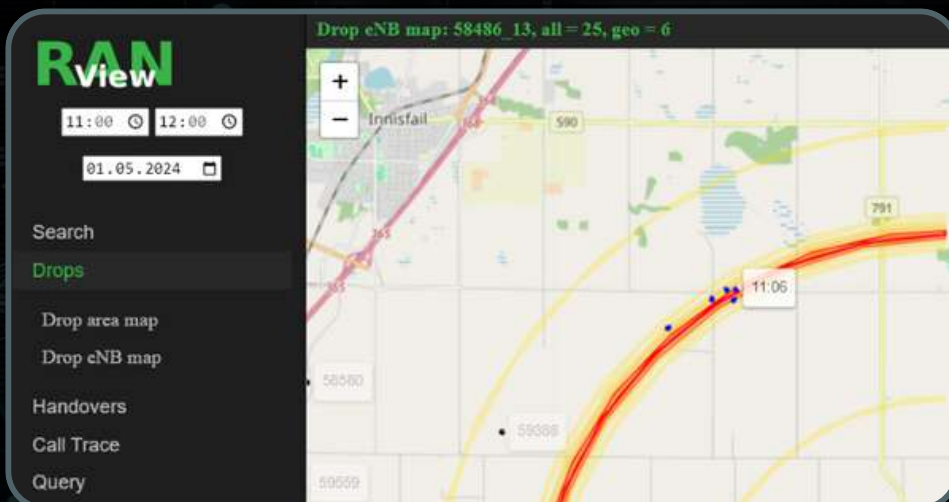 RAN
View
11:00 12:00
01.05.2024
Search
Drops
Drop area map
Drop eNB map
Handovers
Call Trace
Query
Drop eNB map: 58486_13, all = 25, geo = 6
+
−
Innisfail
590
791
11:06
59388
59559